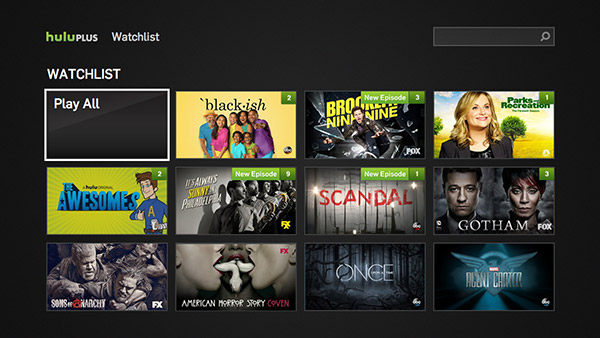 huluPLUS Watchlist
WATCHLIST
Play All
`black·ish
2
abc
BROOKLYN
NINE-NINE
New Episode 3
FOX
Parks and
Recreation
1
THE
AWESOMES
a hulu ORIGINAL
2
A
IT'S ALWAYS
SUNNY IN
PHILADELPHIA
New Episode 9
FXX
SCANDAL
New Episode 1
abc
GOTHAM
3
FOX
SONS OF ANARCHY
FX
AMERICAN HORROR STORY COVEN
FX
ONCE
abc
MARVEL
AGENT CARTER
abc